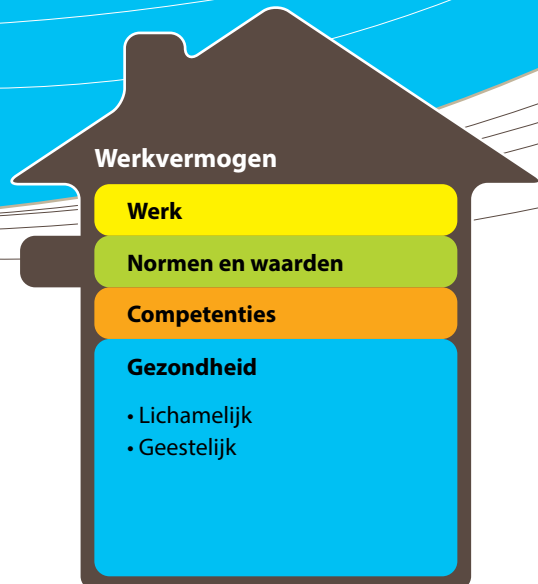 Werkvermogen
Werk
Normen en waarden
Competenties
Gezondheid
• Lichamelijk
• Geestelijk